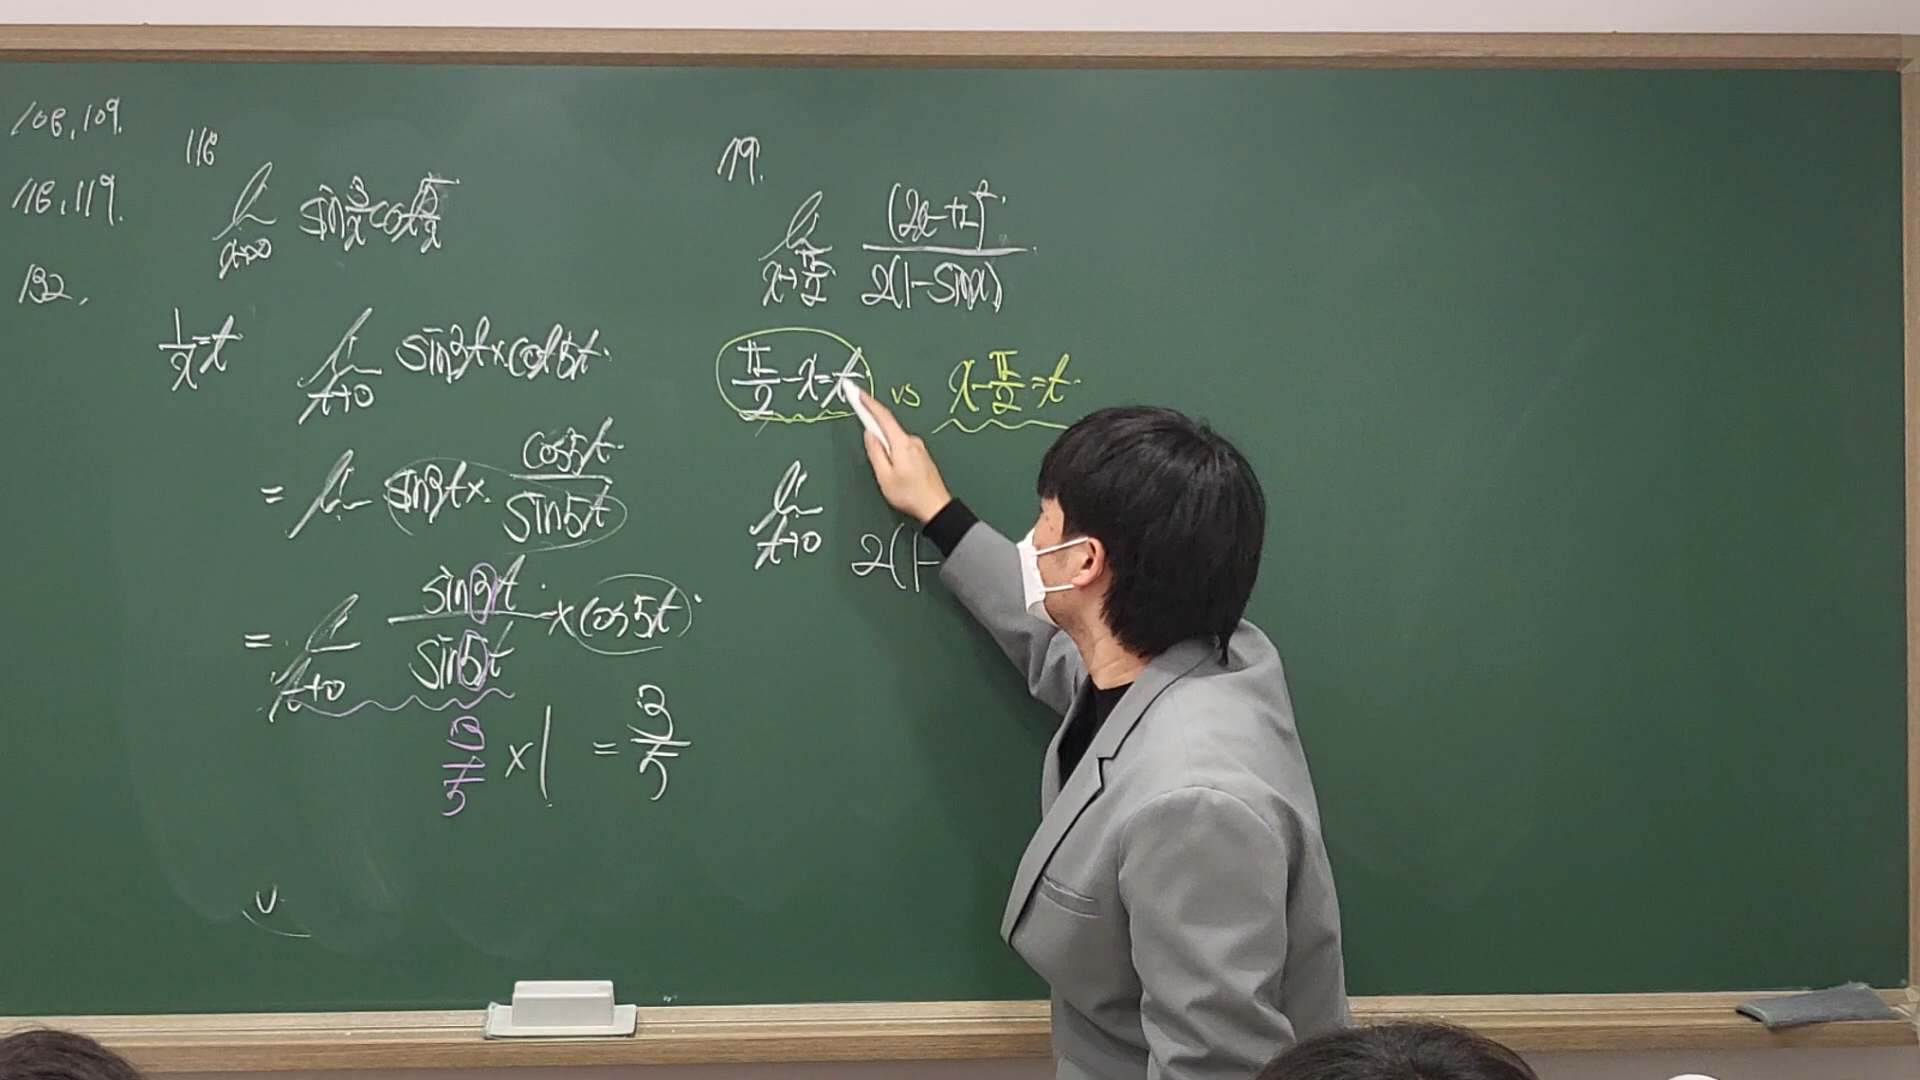 108, 109.
118, 119.
132.
118
lim x→∞ sin 3/x cot 5/x
1/x = t
lim t→0 sin3t × cot5t
= lim sin3t × cos5t / sin5t
= lim t→0 sin3t / sin5t × cos5t
3/5 × 1 = 3/5
119.
lim x→π/2 (2x-π)² / 2(1-sinx)
π/2 - x = t vs x - π/2 = t
lim t→0 2(1-